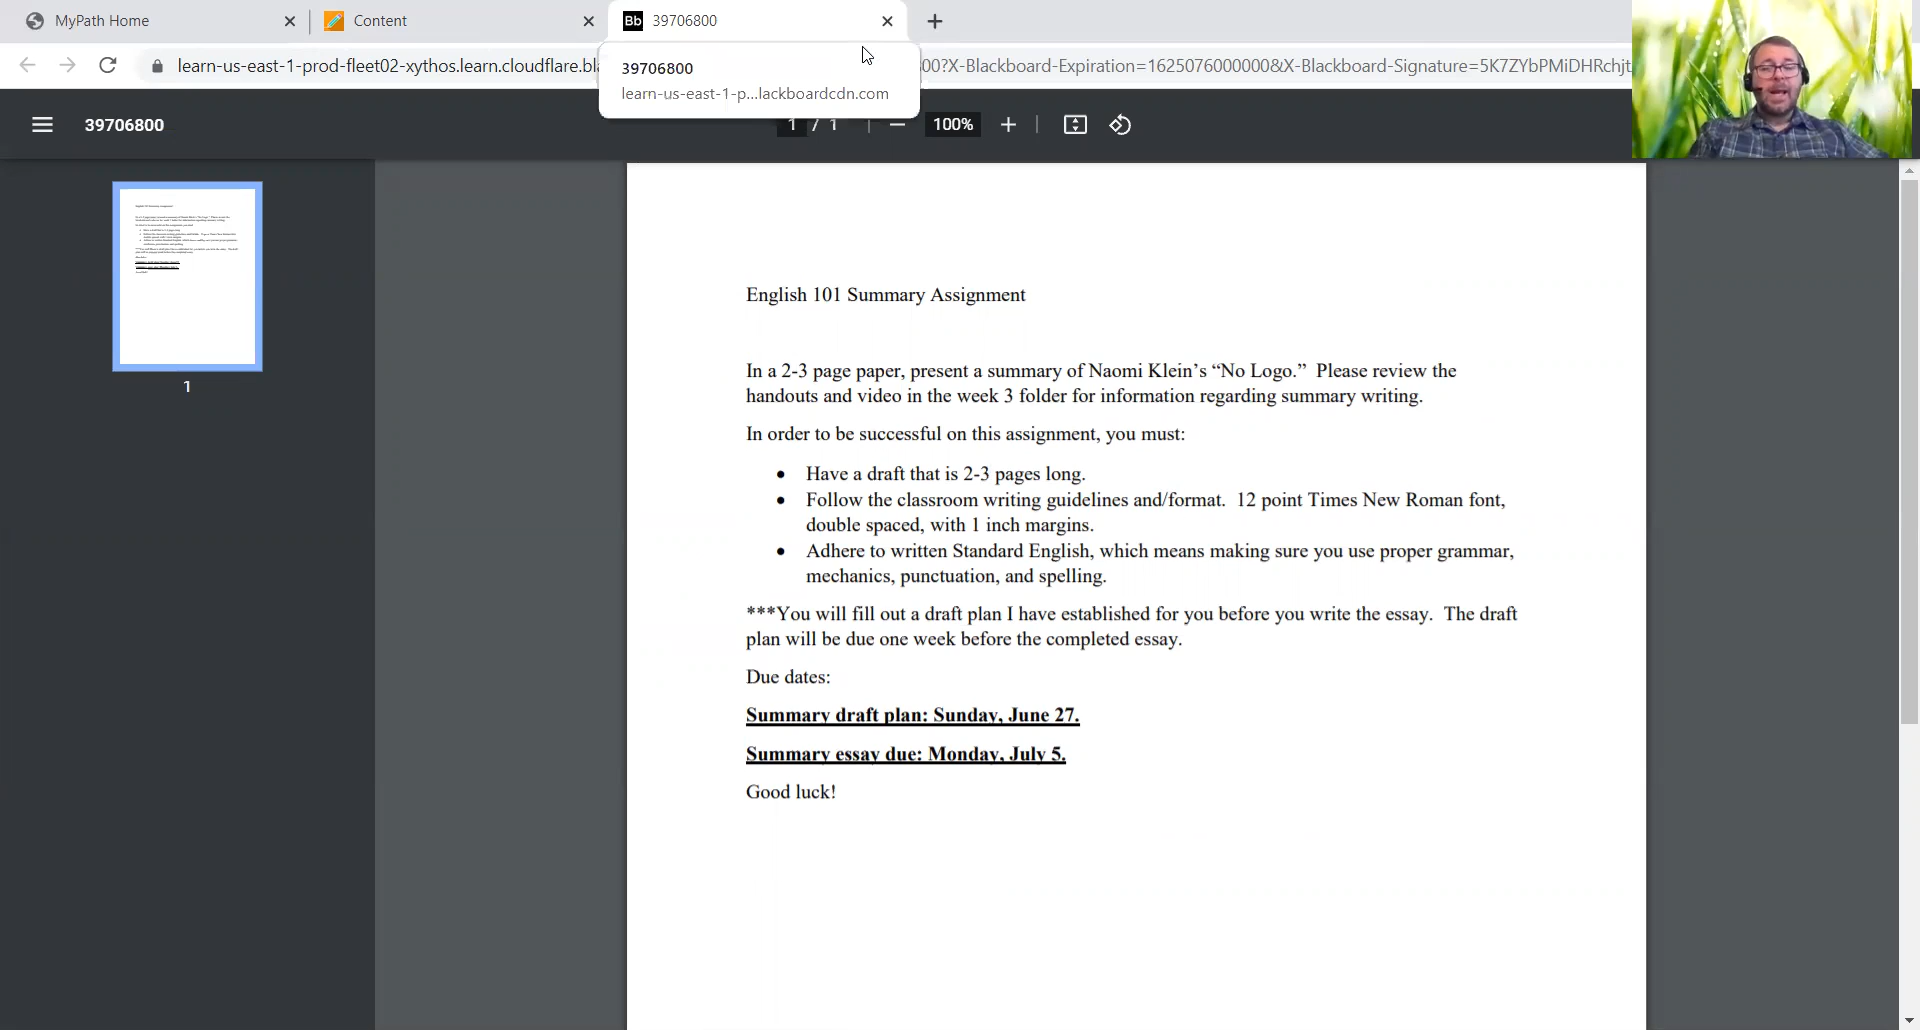 MyPath Home
Content
39706800
learn-us-east-1-prod-fleet02-xythos.learn.cloudflare.bla
00?X-Blackboard-Expiration=1625076000000&X-Blackboard-Signature=5K7ZYbPMiDHRchjt
39706800
learn-us-east-1-p...lackboardcdn.com
39706800
1 / 1
100%
1
English 101 Summary Assignment
In a 2-3 page paper, present a summary of Naomi Klein’s “No Logo.” Please review the
handouts and video in the week 3 folder for information regarding summary writing.
In order to be successful on this assignment, you must:
• Have a draft that is 2-3 pages long.
• Follow the classroom writing guidelines and/format. 12 point Times New Roman font,
double spaced, with 1 inch margins.
• Adhere to written Standard English, which means making sure you use proper grammar,
mechanics, punctuation, and spelling.
***You will fill out a draft plan I have established for you before you write the essay. The draft
plan will be due one week before the completed essay.
Due dates:
Summary draft plan: Sunday, June 27.
Summary essay due: Monday, July 5.
Good luck!